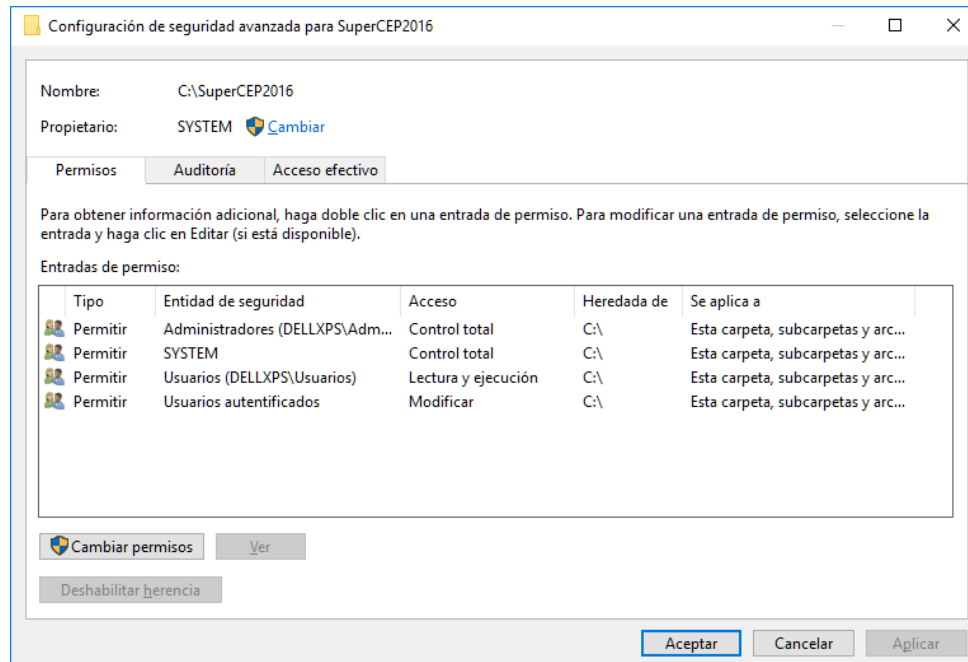 Configuración de seguridad avanzada para SuperCEP2016
Nombre: C:\SuperCEP2016
Propietario: SYSTEM Cambiar
Permisos Auditoría Acceso efectivo
Para obtener información adicional, haga doble clic en una entrada de permiso. Para modificar una entrada de permiso, seleccione la
entrada y haga clic en Editar (si está disponible).
Entradas de permiso:
Tipo Entidad de seguridad Acceso Heredada de Se aplica a
Permitir Administradores (DELLXPS\Adm... Control total C:\ Esta carpeta, subcarpetas y arc...
Permitir SYSTEM Control total C:\ Esta carpeta, subcarpetas y arc...
Permitir Usuarios (DELLXPS\Usuarios) Lectura y ejecución C:\ Esta carpeta, subcarpetas y arc...
Permitir Usuarios autentificados Modificar C:\ Esta carpeta, subcarpetas y arc...
Cambiar permisos Ver
Deshabilitar herencia
Aceptar Cancelar Aplicar